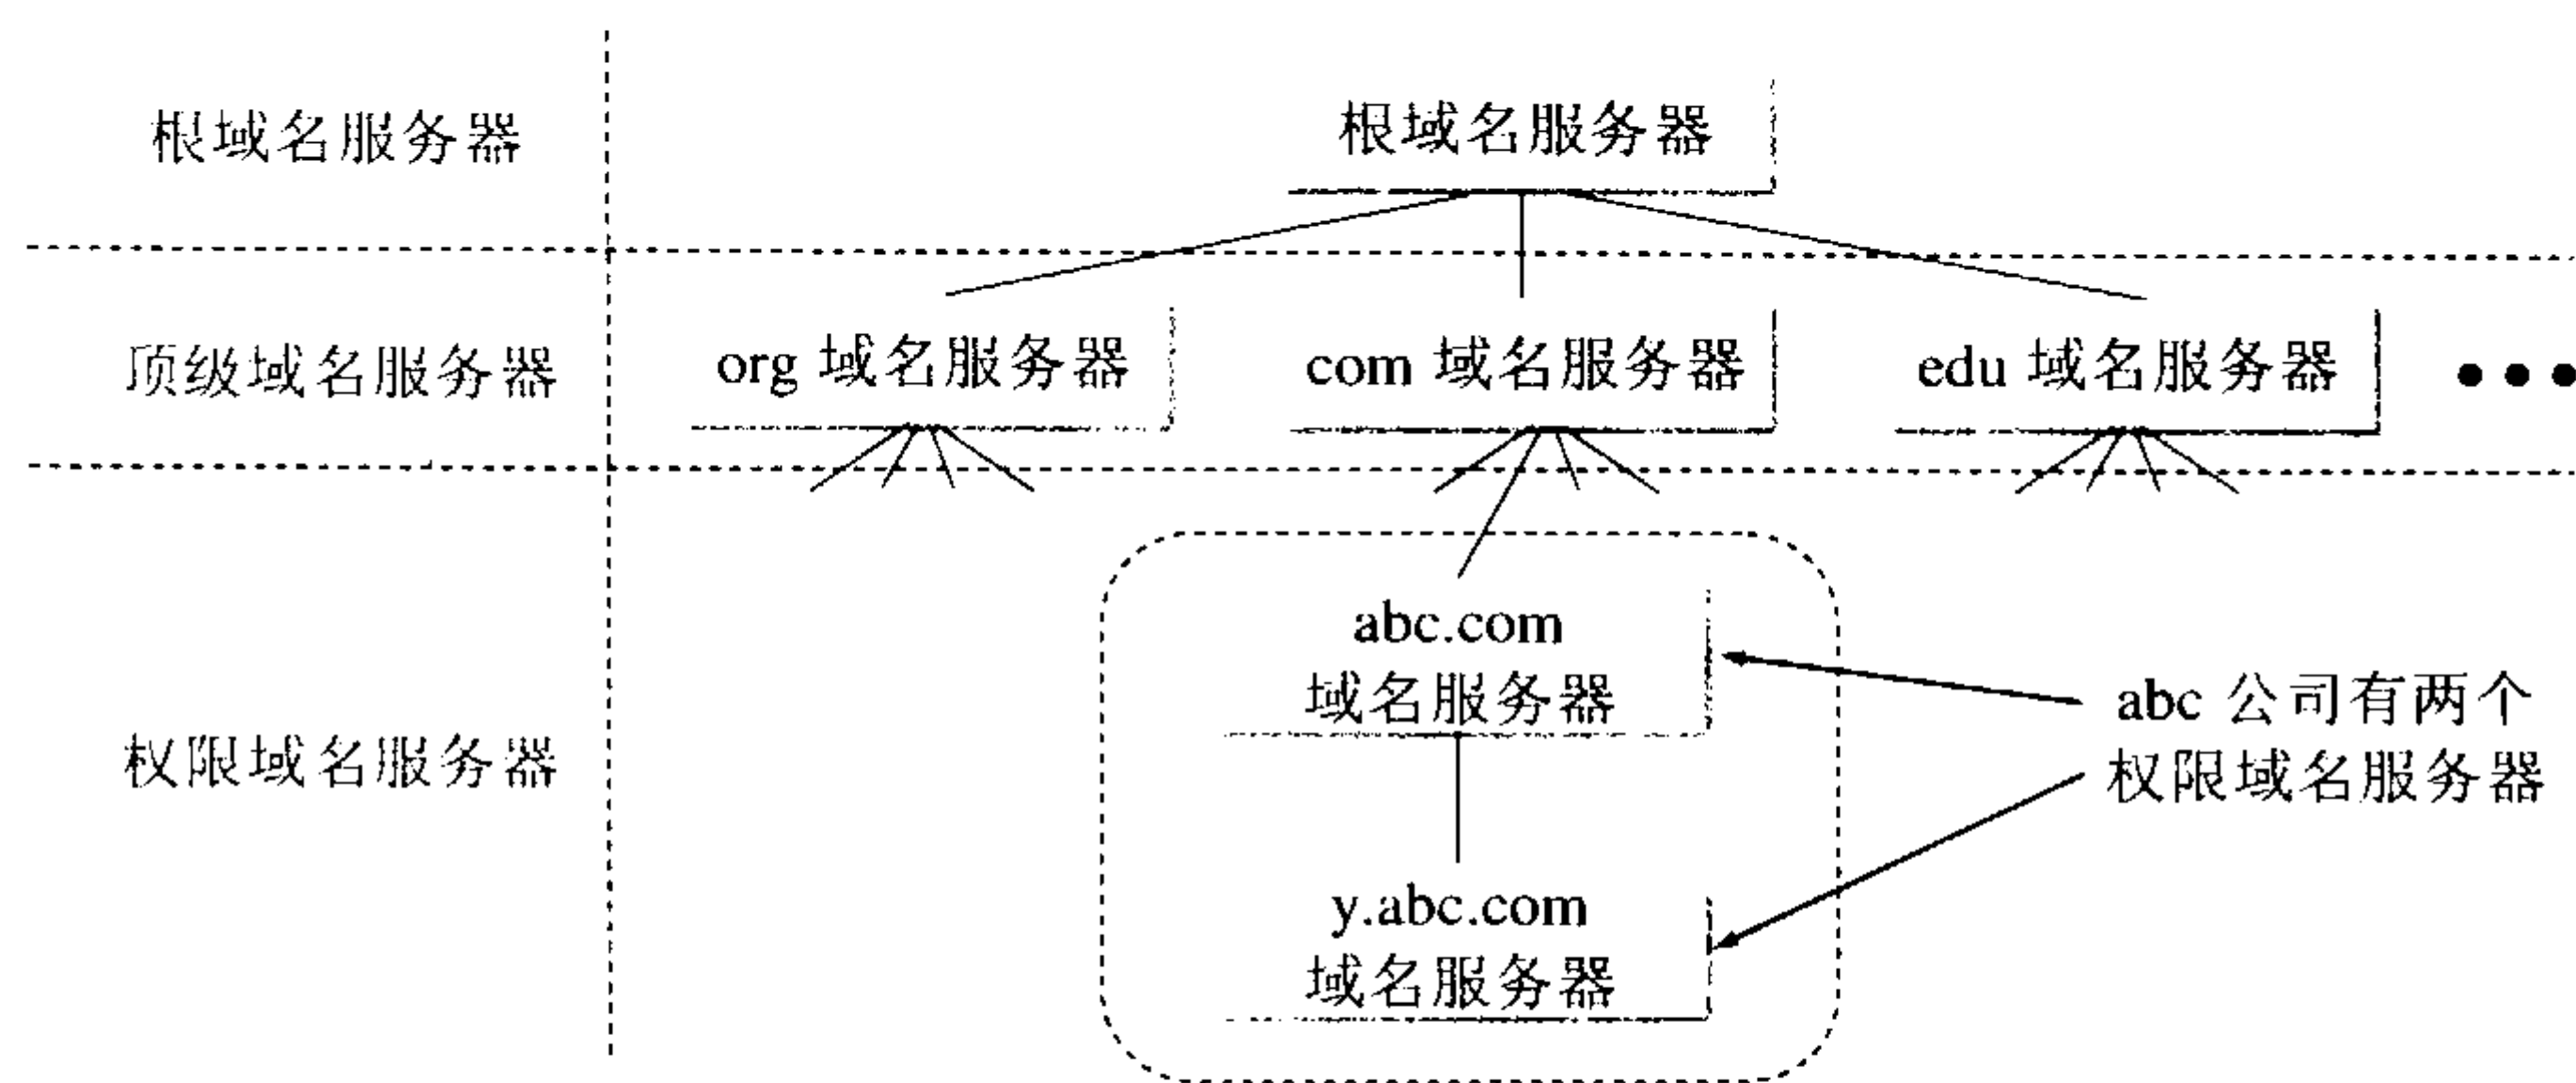 根域名服务器
根域名服务器
顶级域名服务器
org 域名服务器
com 域名服务器
edu 域名服务器
•••
权限域名服务器
abc.com
域名服务器
y.abc.com
域名服务器
abc 公司有两个
权限域名服务器